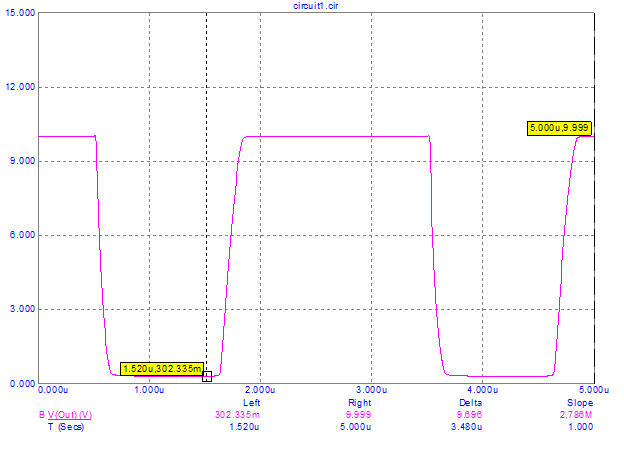 circuit1.cir
15.000
12.000
9.000
6.000
3.000
0.000
5.000u,9.999
1.520u,302.335m
0.000u 1.000u 2.000u 3.000u 4.000u 5.000u
Left Right Delta Slope
B V(Out) (V) 302.335m 9.999 9.696 2.786M
T (Secs) 1.520u 5.000u 3.480u 1.000